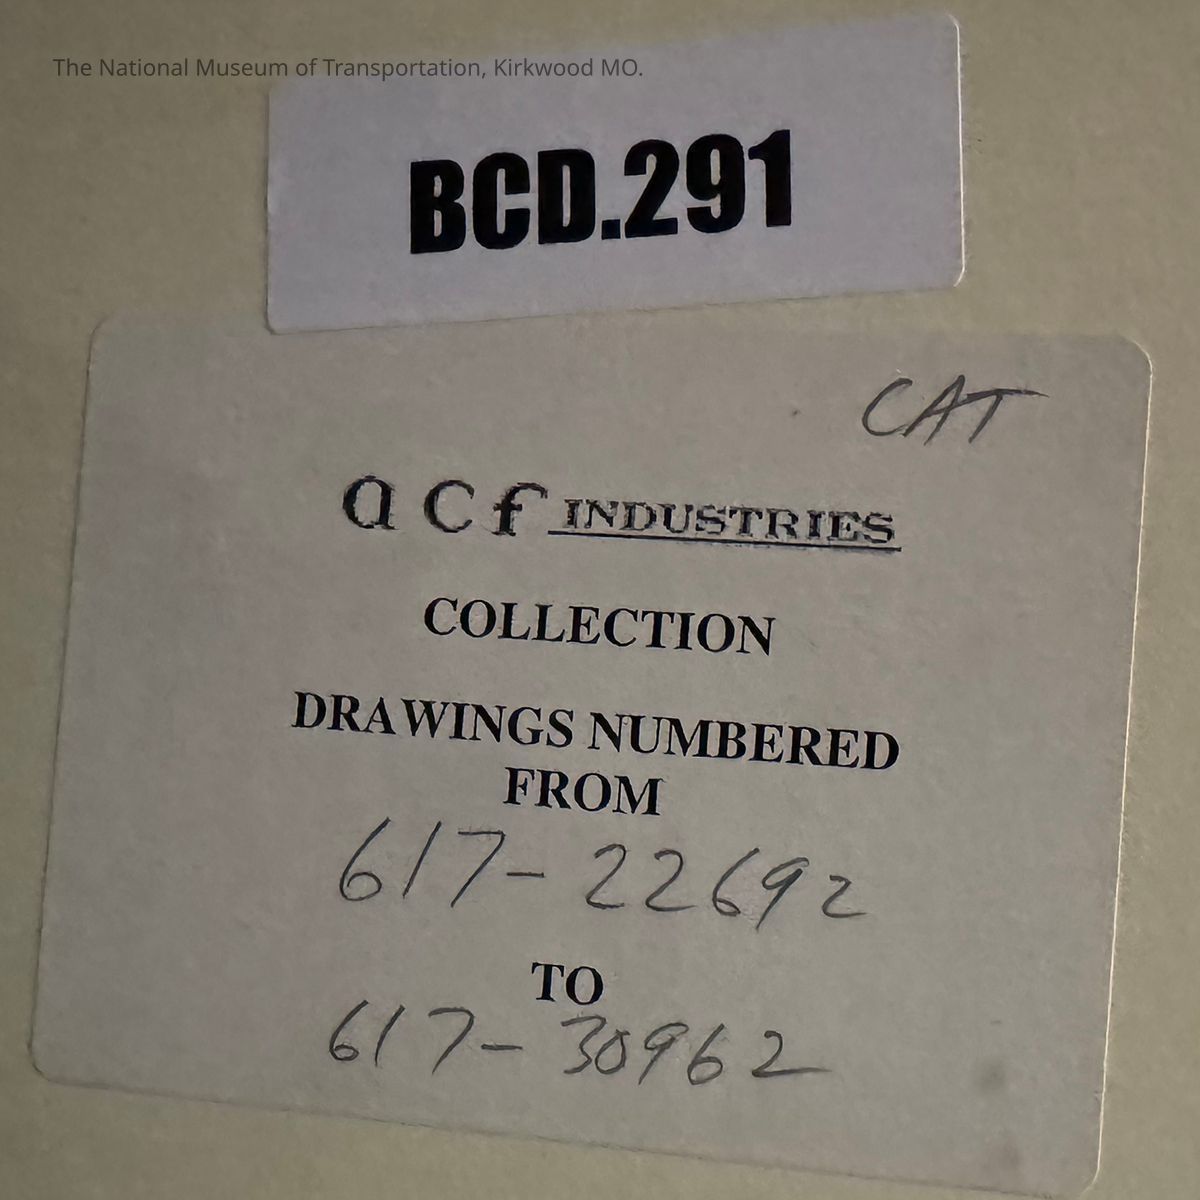 The National Museum of Transportation, Kirkwood MO.
BCD.291
CAT
a c f INDUSTRIES
COLLECTION
DRAWINGS NUMBERED
FROM
617-22692
TO
617-30962